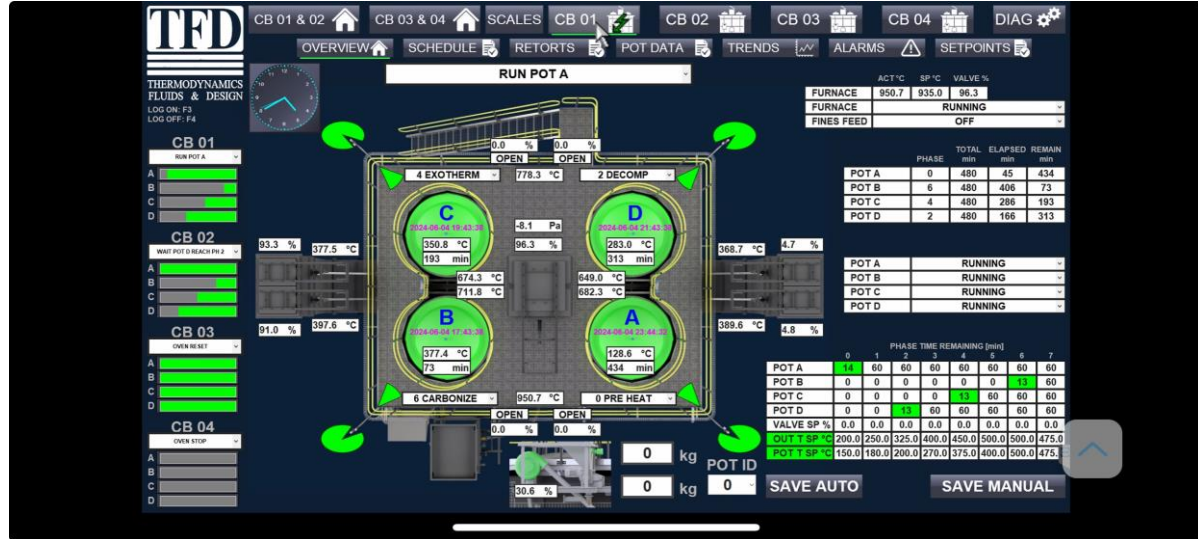 TFD
THERMODYNAMICS
FLUIDS & DESIGN
LOG ON: F3
LOG OFF: F4
CB 01 & 02
CB 03 & 04
SCALES
CB 01
CB 02
CB 03
CB 04
DIAG
OVERVIEW
SCHEDULE
RETORTS
POT DATA
TRENDS
ALARMS
SETPOINTS
RUN POT A
ACT°C SP °C VALVE %
FURNACE 950.7 935.0 96.3
FURNACE RUNNING
FINES FEED OFF
CB 01
RUN POT A
A
B
C
D
CB 02
WAIT POT D REACH PH 2
A
B
C
D
CB 03
OVEN RESET
A
B
C
D
CB 04
OVEN STOP
A
B
C
D
0.0 % 0.0 %
OPEN OPEN
4 EXOTHERM 778.3 °C 2 DECOMP
C
2024-06-04 19:43:38
350.8 °C
193 min
-8.1 Pa
96.3 %
D
2024-06-04 21:43:38
283.0 °C
313 min
93.3 % 377.5 °C
368.7 °C 4.7 %
674.3 °C 649.0 °C
711.8 °C 682.3 °C
91.0 % 397.6 °C
389.6 °C 4.8 %
B
2024-06-04 17:43:38
377.4 °C
73 min
A
2024-06-04 23:44:38
128.6 °C
434 min
6 CARBONIZE 950.7 °C 0 PRE HEAT
OPEN OPEN
0.0 % 0.0 %
30.6 %
0 kg
0 kg
POT ID
0
PHASE TOTAL min ELAPSED min REMAIN min
POT A 0 480 45 434
POT B 6 480 406 73
POT C 4 480 286 193
POT D 2 480 166 313
POT A RUNNING
POT B RUNNING
POT C RUNNING
POT D RUNNING
PHASE TIME REMAINING [min]
0 1 2 3 4 5 6 7
POT A 14 60 60 60 60 60 60 60
POT B 0 0 0 0 0 0 13 60
POT C 0 0 0 0 13 60 60 60
POT D 0 0 13 60 60 60 60 60
VALVE SP % 0.0 0.0 0.0 0.0 0.0 0.0 0.0 0.0
OUT T SP °C 200.0 250.0 325.0 400.0 450.0 500.0 500.0 475.0
POT T SP °C 150.0 180.0 200.0 270.0 375.0 400.0 500.0 475.
SAVE AUTO
SAVE MANUAL